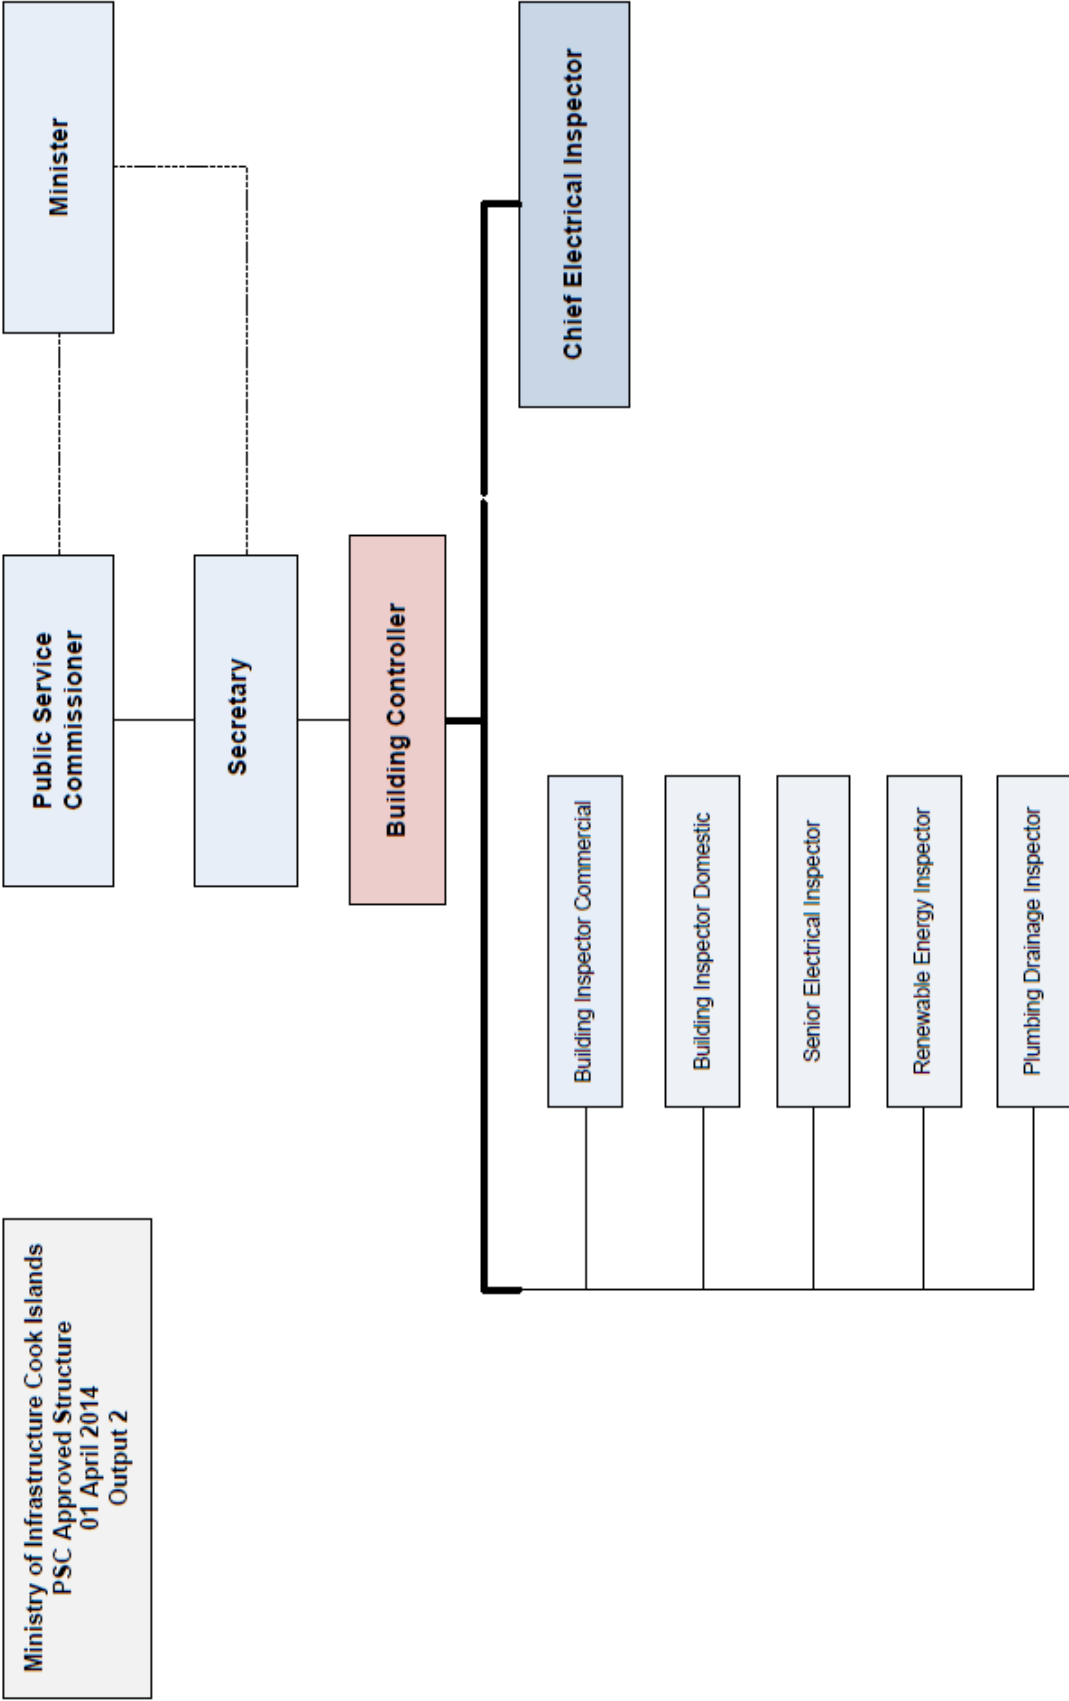 Ministry of Infrastructure Cook Islands
PSC Approved Structure
01 April 2014
Output 2
Public Service
Commissioner
Minister
Secretary
Building Controller
Chief Electrical Inspector
Building Inspector Commercial
Building Inspector Domestic
Senior Electrical Inspector
Renewable Energy Inspector
Plumbing Drainage Inspector